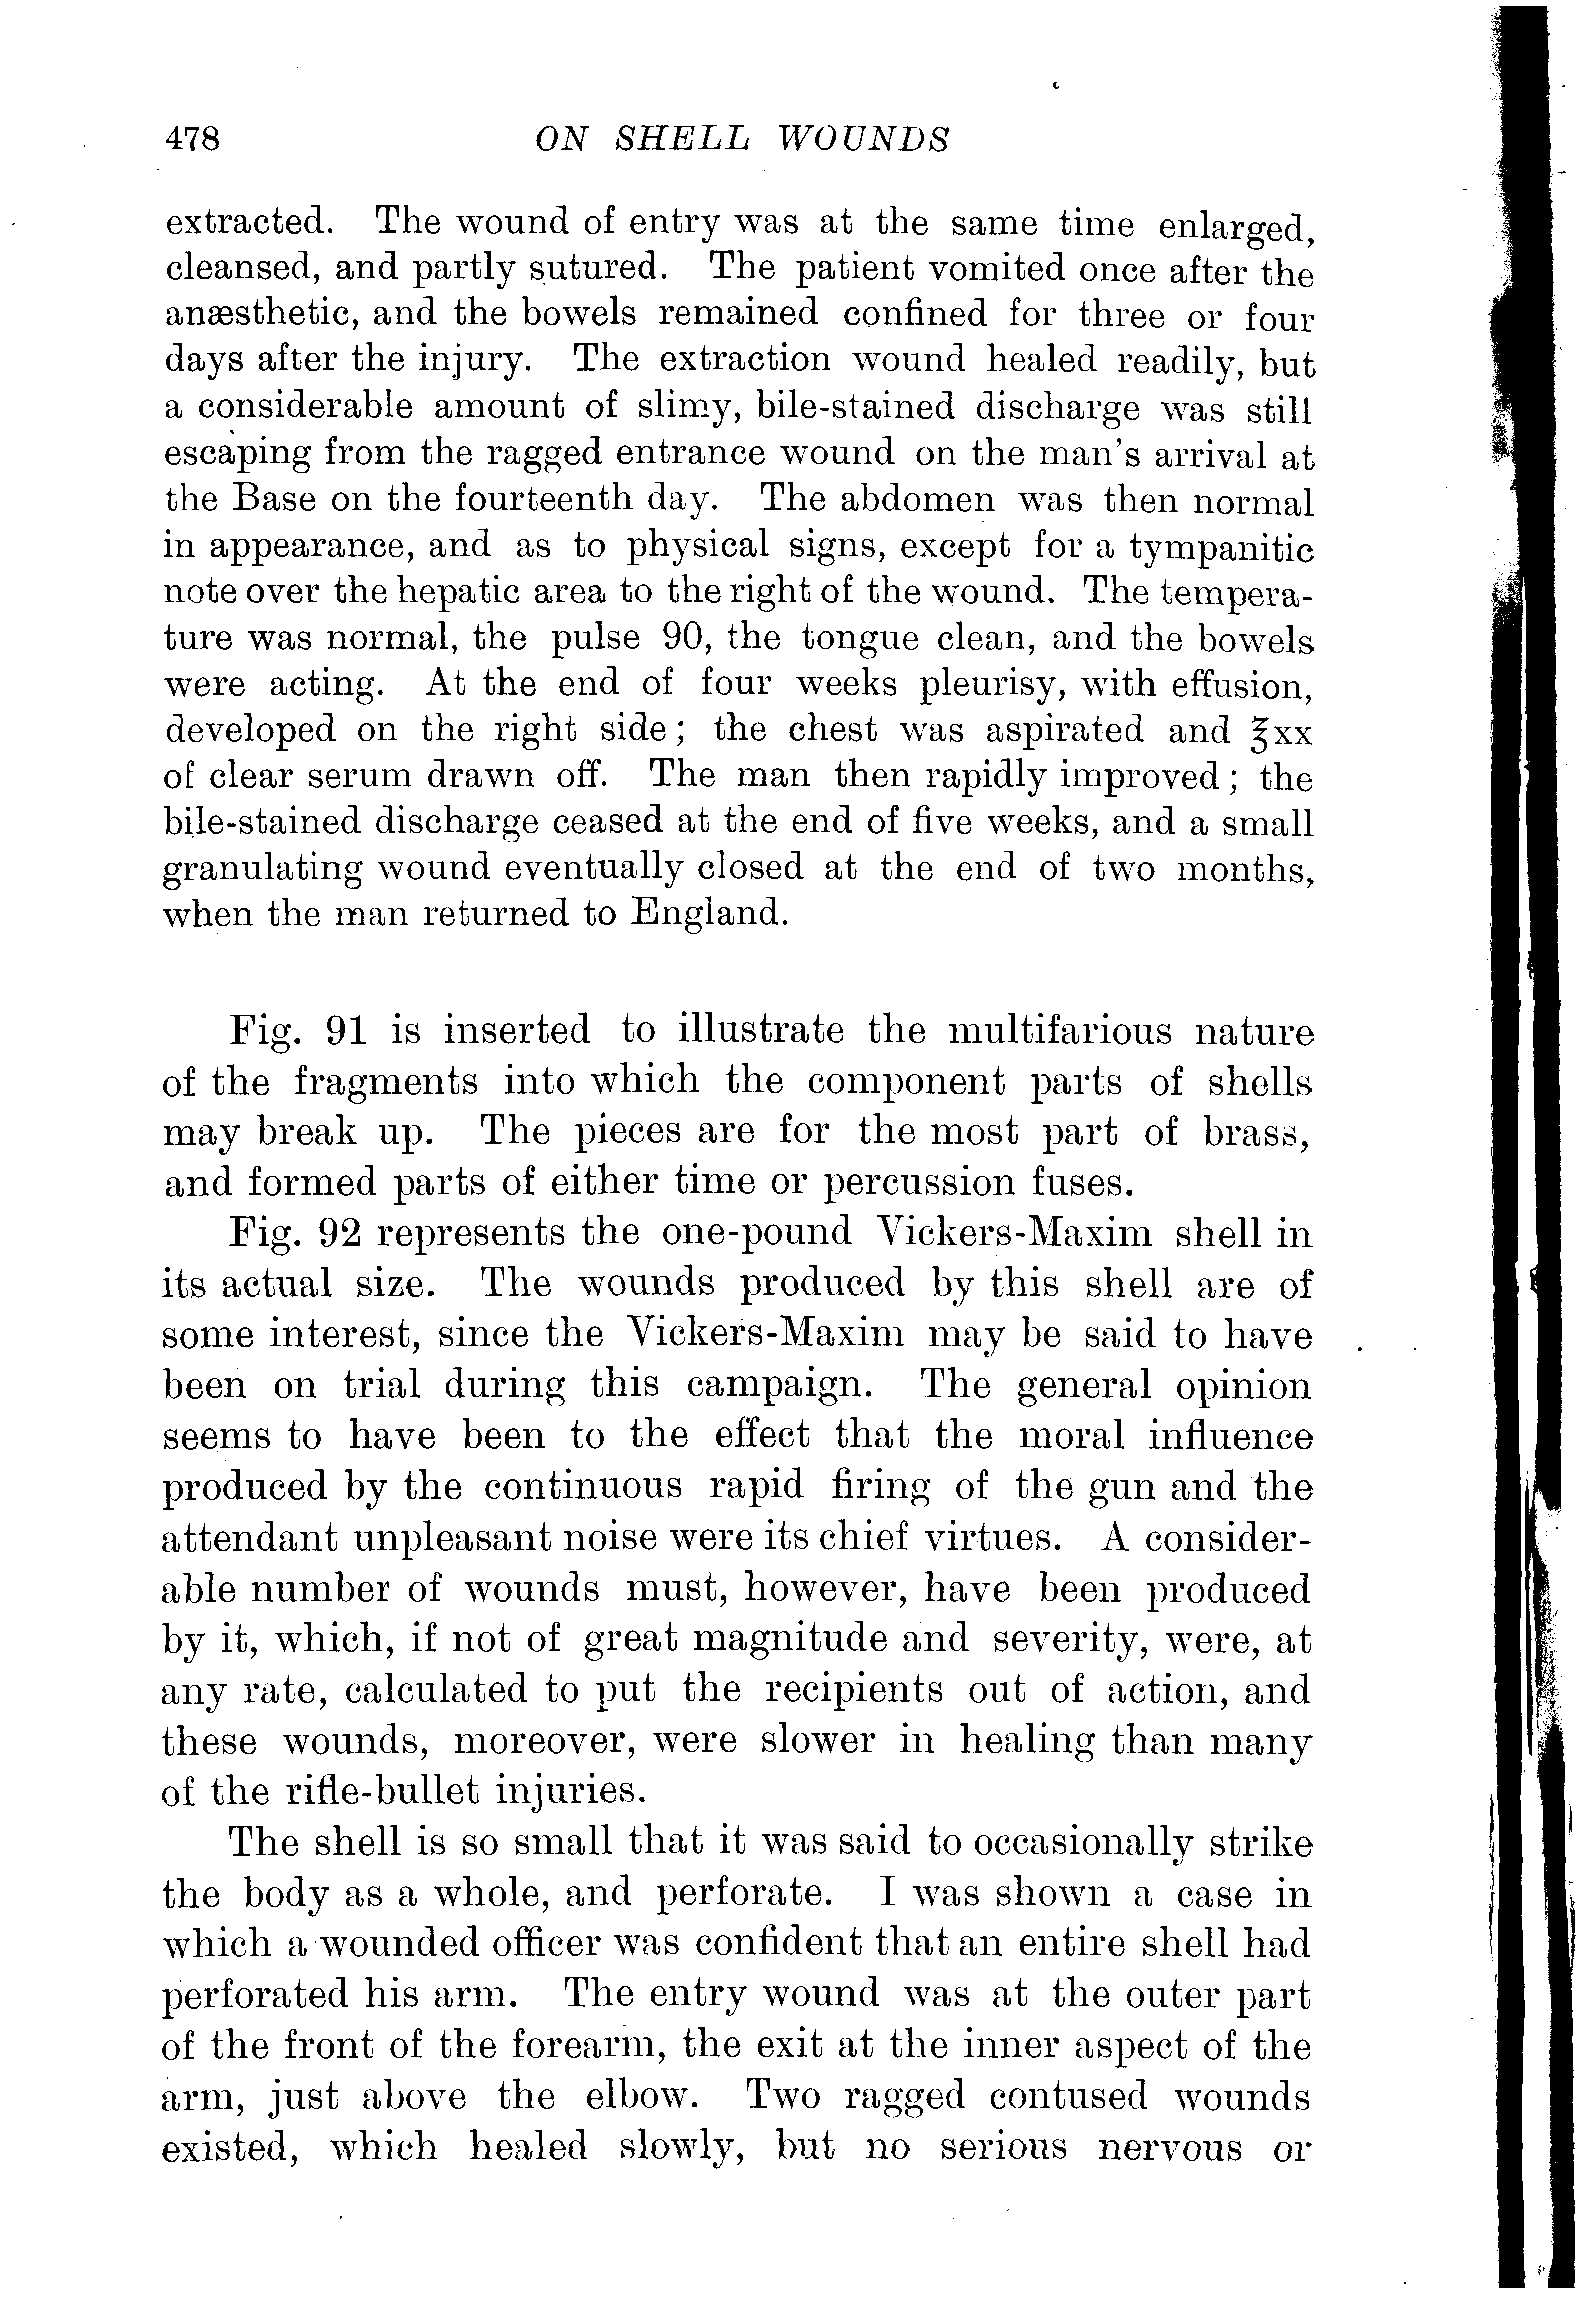 478 ON SHELL WOUNDS
extracted. The wound of entry was at the same time enlarged,
cleansed, and partly sutured. The patient vomited once after the
anæsthetic, and the bowels remained confined for three or four
days after the injury. The extraction wound healed readily, but
a considerable amount of slimy, bile-stained discharge was still
escaping from the ragged entrance wound on the man's arrival at
the Base on the fourteenth day. The abdomen was then normal
in appearance, and as to physical signs, except for a tympanitic
note over the hepatic area to the right of the wound. The tempera-
ture was normal, the pulse 90, the tongue clean, and the bowels
were acting. At the end of four weeks pleurisy, with effusion,
developed on the right side; the chest was aspirated and ℥xx
of clear serum drawn off. The man then rapidly improved; the
bile-stained discharge ceased at the end of five weeks, and a small
granulating wound eventually closed at the end of two months,
when the man returned to England.
Fig. 91 is inserted to illustrate the multifarious nature
of the fragments into which the component parts of shells
may break up. The pieces are for the most part of brass,
and formed parts of either time or percussion fuses.
Fig. 92 represents the one-pound Vickers-Maxim shell in
its actual size. The wounds produced by this shell are of
some interest, since the Vickers-Maxim may be said to have
been on trial during this campaign. The general opinion
seems to have been to the effect that the moral influence
produced by the continuous rapid firing of the gun and the
attendant unpleasant noise were its chief virtues. A consider-
able number of wounds must, however, have been produced
by it, which, if not of great magnitude and severity, were, at
any rate, calculated to put the recipients out of action, and
these wounds, moreover, were slower in healing than many
of the rifle-bullet injuries.
The shell is so small that it was said to occasionally strike
the body as a whole, and perforate. I was shown a case in
which a wounded officer was confident that an entire shell had
perforated his arm. The entry wound was at the outer part
of the front of the forearm, the exit at the inner aspect of the
arm, just above the elbow. Two ragged contused wounds
existed, which healed slowly, but no serious nervous or